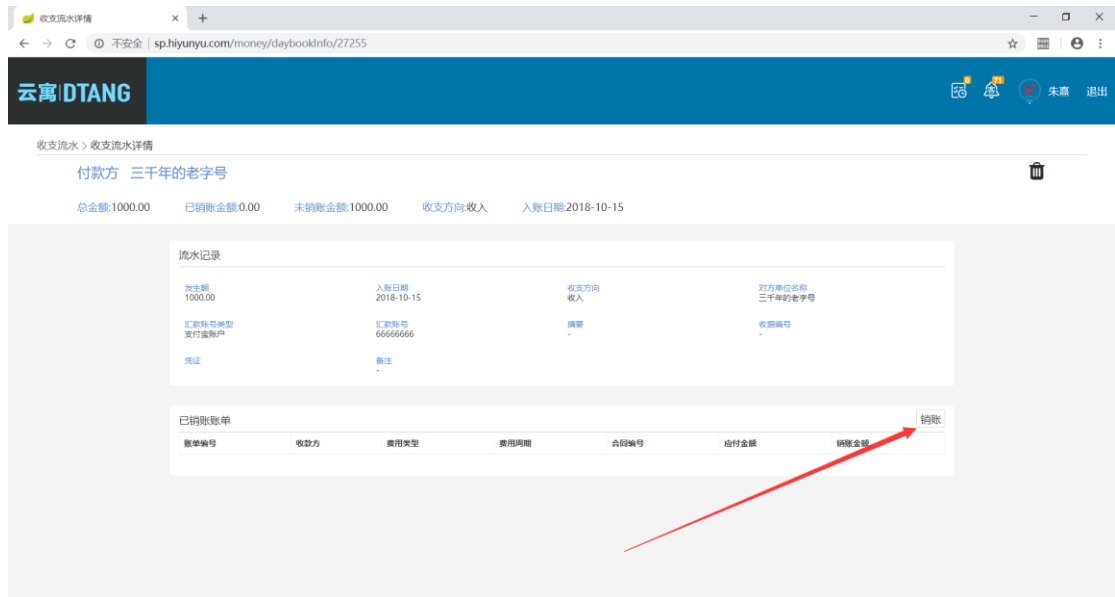 收支流水详情
不安全 | sp.hiyunyu.com/money/daybookInfo/27255
云寓 DTANG
0
71
朱熹 退出
收支流水 > 收支流水详情
付款方 三千年的老字号
总金额:1000.00 已销账金额:0.00 未销账金额:1000.00 收支方向:收入 入账日期:2018-10-15
流水记录
发生额 入账日期 收支方向 对方单位名称
1000.00 2018-10-15 收入 三千年的老字号
汇款账号类型 汇款账号 摘要 收据编号
支付宝账户 66666666 - -
凭证 备注
-
已销账账单 销账
账单编号 收款方 费用类型 费用周期 合同编号 应付金额 销账金额